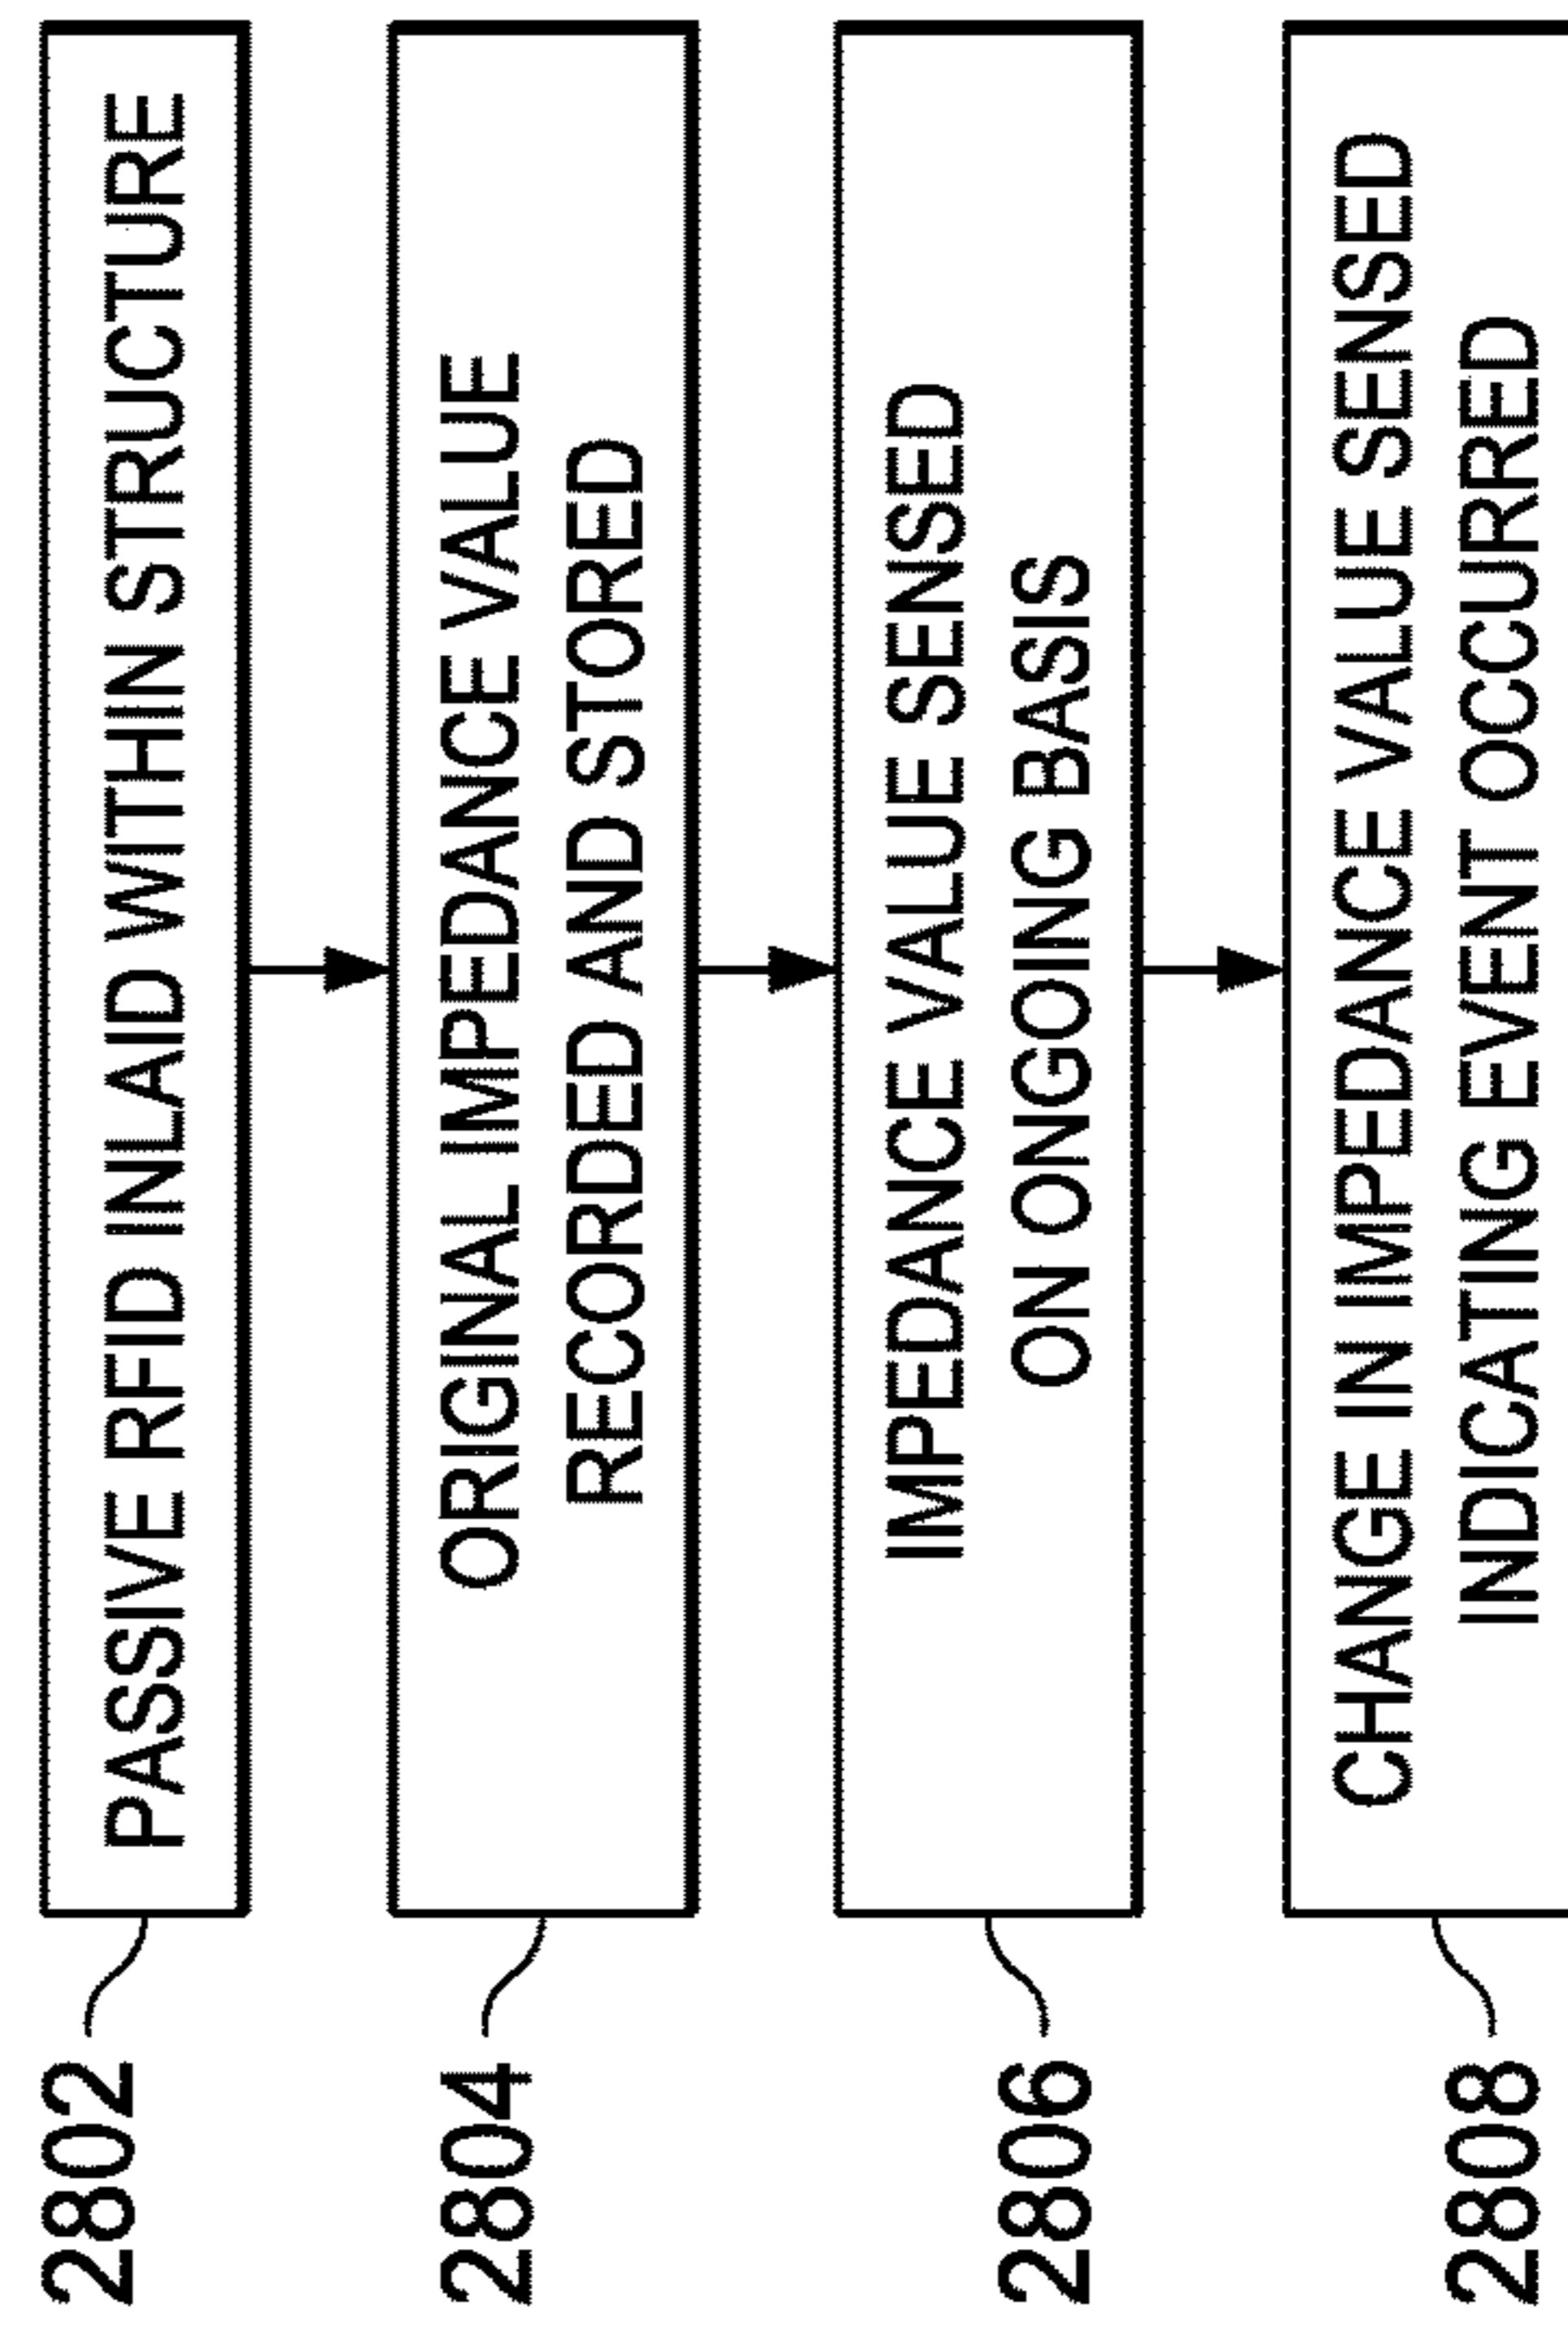 2802
PASSIVE RFID INLAID WITHIN STRUCTURE
2804
ORIGINAL IMPEDANCE VALUE
RECORDED AND STORED
2806
IMPEDANCE VALUE SENSED
ON ONGOING BASIS
2808
CHANGE IN IMPEDANCE VALUE SENSED
INDICATING EVENT OCCURRED